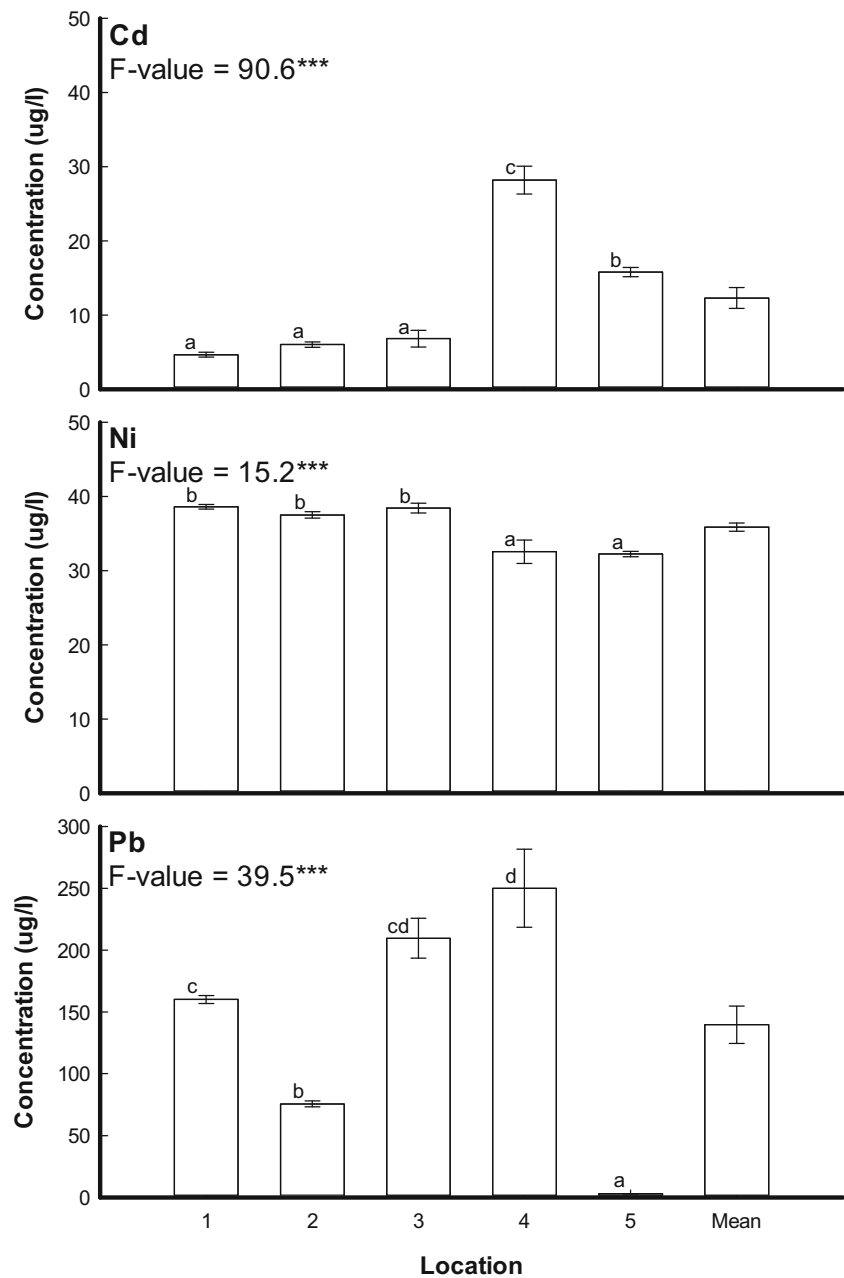 Cd
F-value = 90.6***
Concentration (ug/l)
50
40
30
20
10
0
a
a
a
c
b
Ni
F-value = 15.2***
Concentration (ug/l)
50
40
30
20
10
0
b
b
b
a
a
Pb
F-value = 39.5***
Concentration (ug/l)
300
250
200
150
100
50
0
c
b
cd
d
a
1 2 3 4 5 Mean
Location